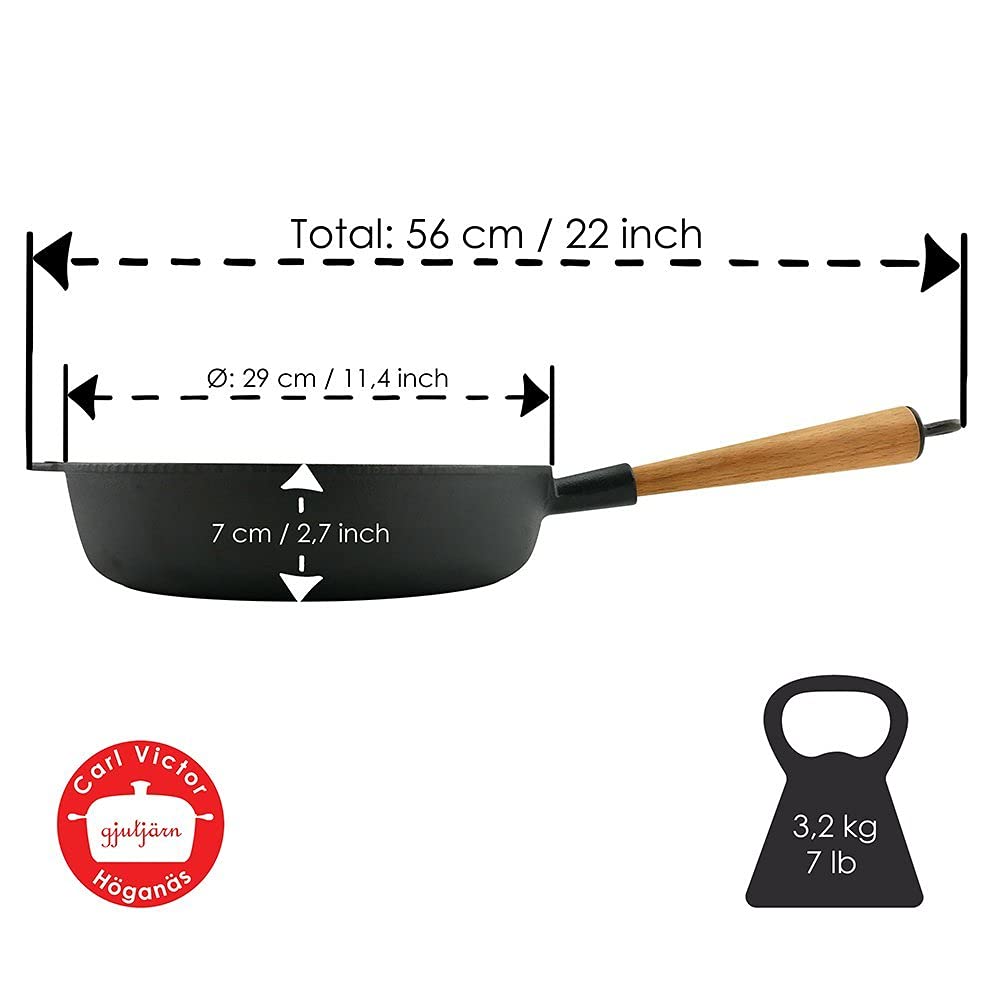 Total: 56 cm / 22 inch
Ø: 29 cm / 11,4 inch
7 cm / 2,7 inch
Carl Victor
gjutjärn
Höganäs
3,2 kg
7 lb